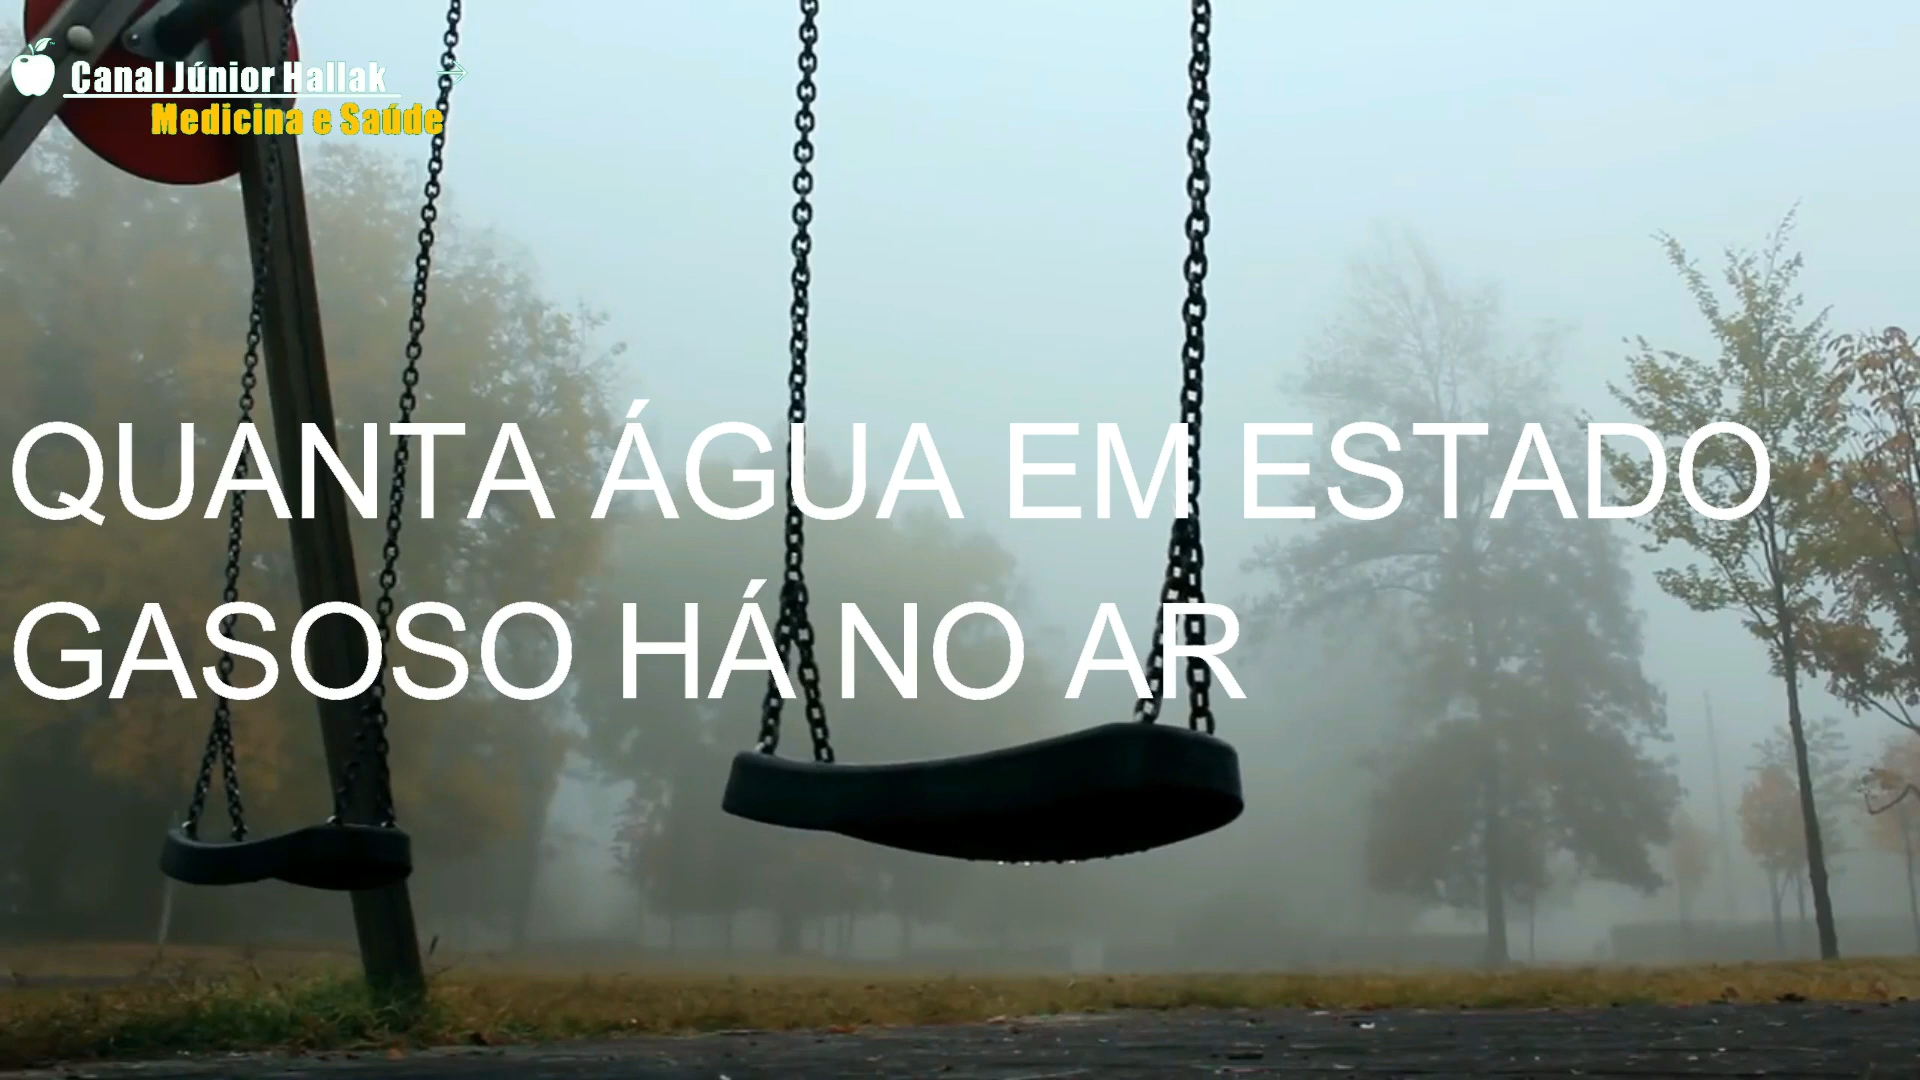 Canal Júnior Hallak
Medicina e Saúde
QUANTA ÁGUA EM ESTADO
GASOSO HÁ NO AR